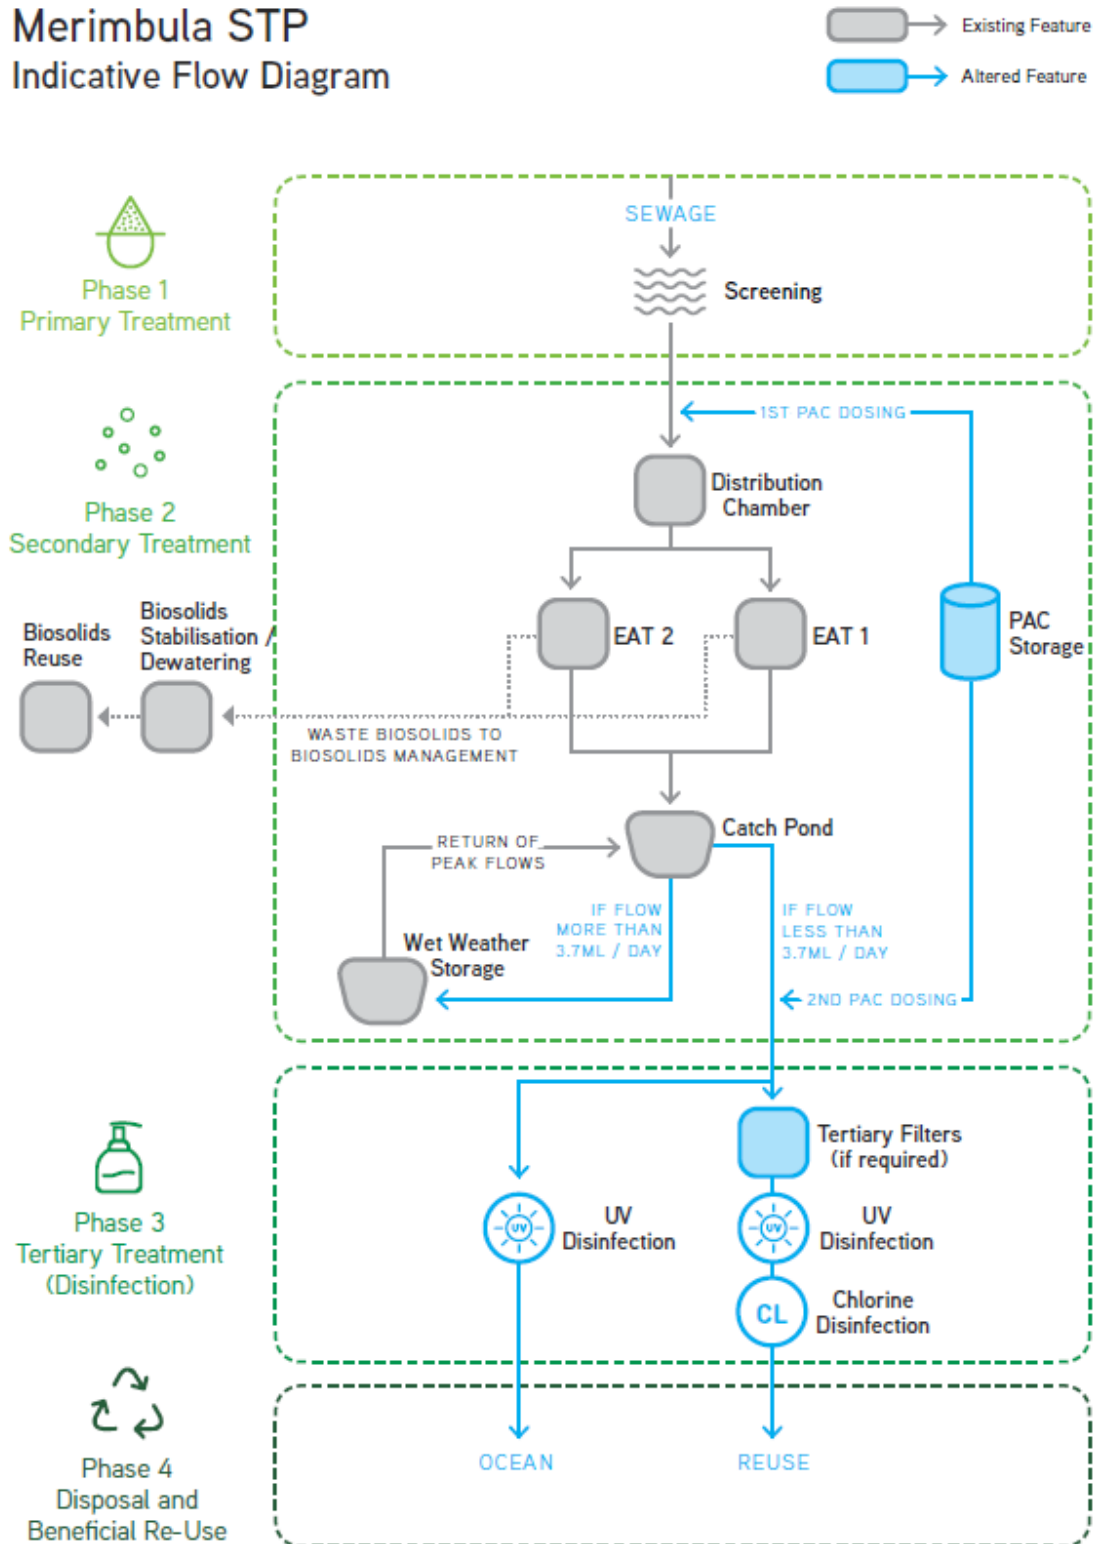 Merimbula STP
Indicative Flow Diagram
Existing Feature
Altered Feature
Phase 1
Primary Treatment
SEWAGE
Screening
Phase 2
Secondary Treatment
1ST PAC DOSING
Distribution
Chamber
EAT 2
EAT 1
PAC
Storage
Biosolids
Reuse
Biosolids
Stabilisation /
Dewatering
WASTE BIOSOLIDS TO
BIOSOLIDS MANAGEMENT
Catch Pond
RETURN OF
PEAK FLOWS
IF FLOW
MORE THAN
3.7ML / DAY
IF FLOW
LESS THAN
3.7ML / DAY
Wet Weather
Storage
2ND PAC DOSING
Phase 3
Tertiary Treatment
(Disinfection)
Tertiary Filters
(if required)
UV
UV
Disinfection
UV
UV
Disinfection
CL
Chlorine
Disinfection
Phase 4
Disposal and
Beneficial Re-Use
OCEAN
REUSE